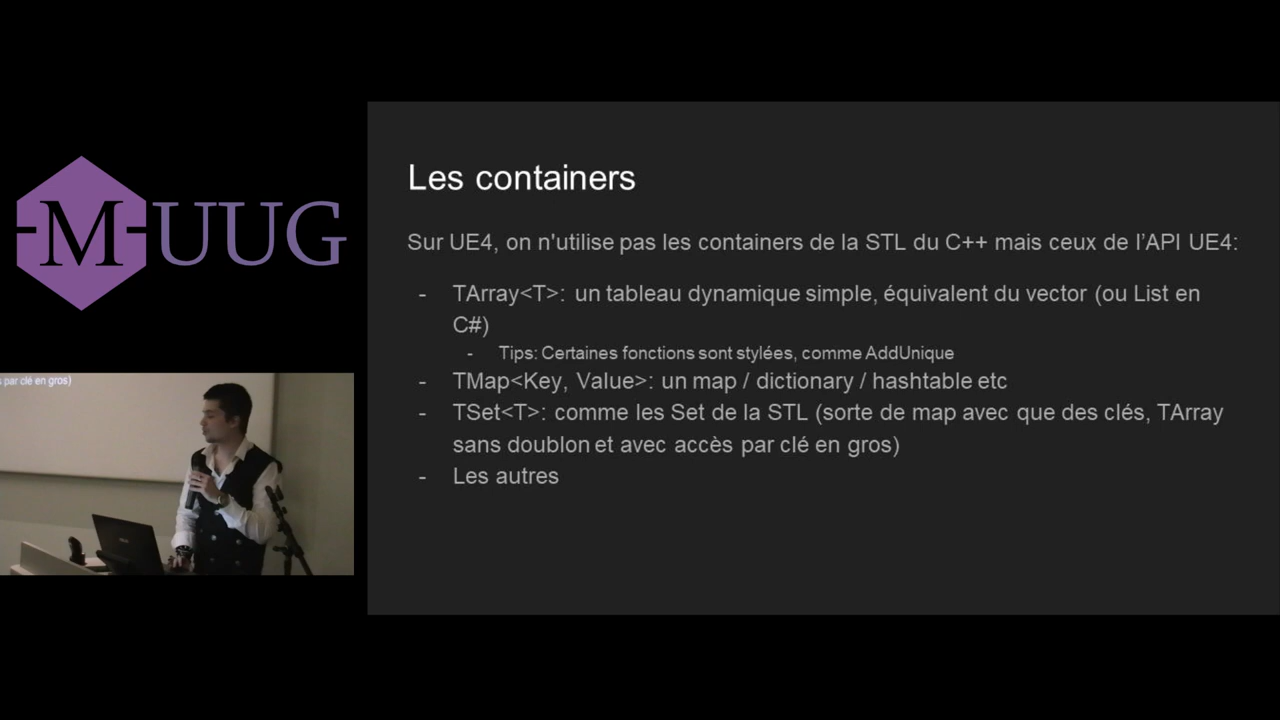 -M-UUG
Les containers
Sur UE4, on n'utilise pas les containers de la STL du C++ mais ceux de l'API UE4:
- TArray<T>: un tableau dynamique simple, équivalent du vector (ou List en
C#)
- Tips: Certaines fonctions sont stylées, comme AddUnique
- TMap<Key, Value>: un map / dictionary / hashtable etc
- TSet<T>: comme les Set de la STL (sorte de map avec que des clés, TArray
sans doublon et avec accès par clé en gros)
- Les autres
par clé en gros)